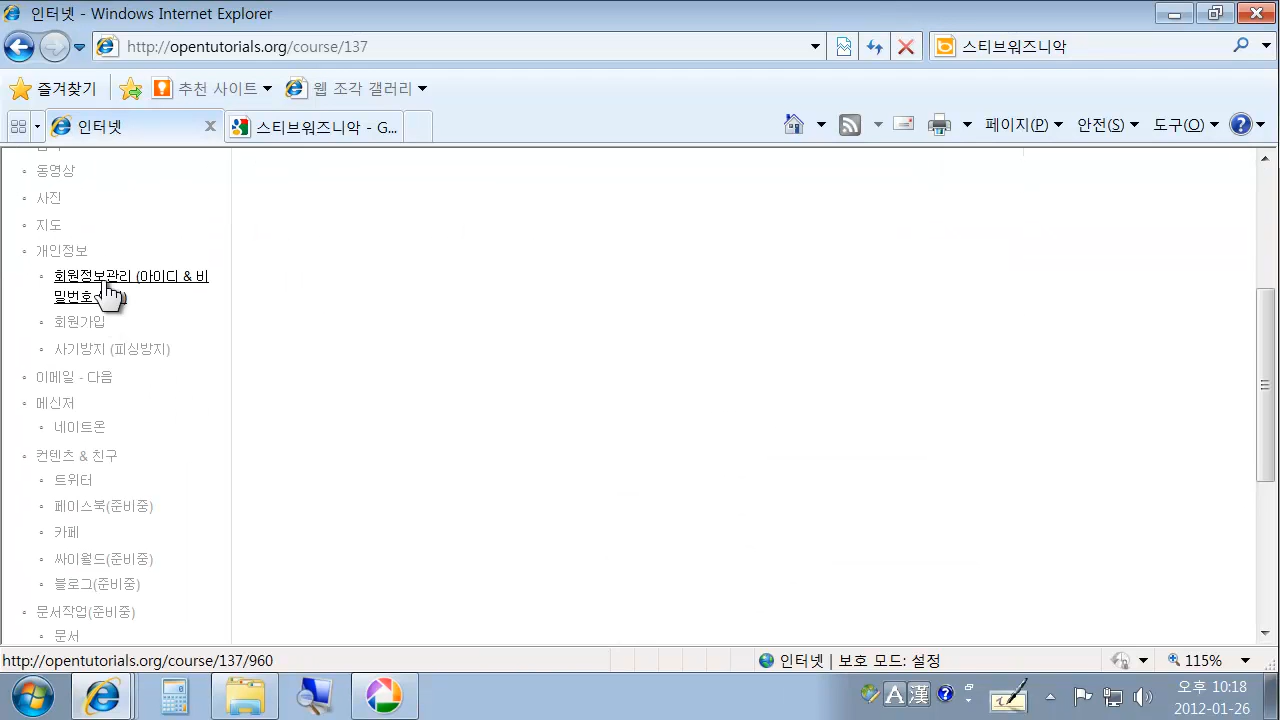 인터넷 - Windows Internet Explorer
http://opentutorials.org/course/137
스티브워즈니악
즐겨찾기
추천 사이트
웹 조각 갤러리
인터넷
스티브워즈니악 - G...
페이지(P)
안전(S)
도구(O)
동영상
사진
지도
개인정보
회원정보관리 (아이디 & 비
밀번호
회원가입
사기방지 (피싱방지)
이메일 - 다음
메신저
네이트온
컨텐츠 & 친구
트위터
페이스북(준비중)
카페
싸이월드(준비중)
블로그(준비중)
문서작업(준비중)
문서
http://opentutorials.org/course/137/960
인터넷 | 보호 모드: 설정
115%
A 漢
오후 10:18
2012-01-26